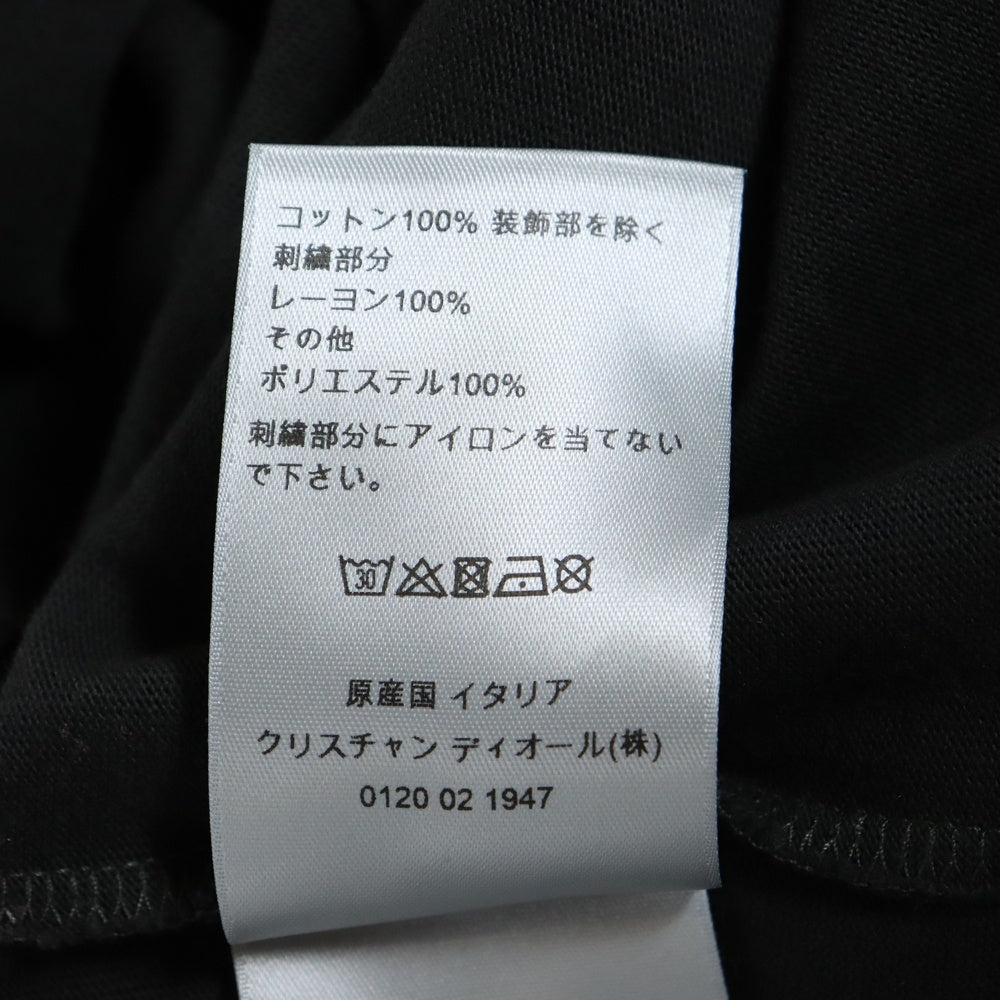 コットン100% 装飾部を除く
刺繍部分
レーヨン100%
その他
ポリエステル100%
刺繍部分にアイロンを当てない
で下さい。
30
原産国 イタリア
クリスチャン ディオール(株)
0120 02 1947